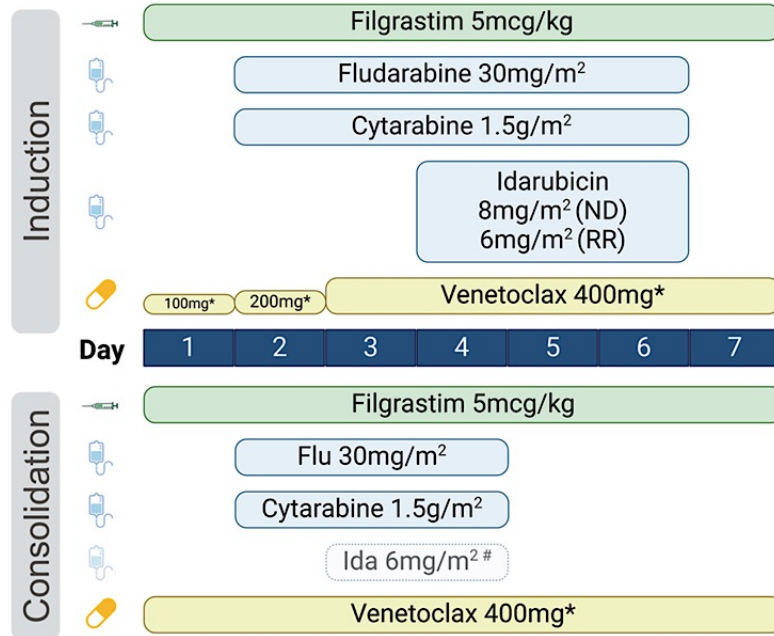 Induction
Filgrastim 5mcg/kg
Fludarabine 30mg/m²
Cytarabine 1.5g/m²
Idarubicin
8mg/m² (ND)
6mg/m² (RR)
100mg* 200mg* Venetoclax 400mg*
Day 1 2 3 4 5 6 7
Consolidation
Filgrastim 5mcg/kg
Flu 30mg/m²
Cytarabine 1.5g/m²
Ida 6mg/m² #
Venetoclax 400mg*